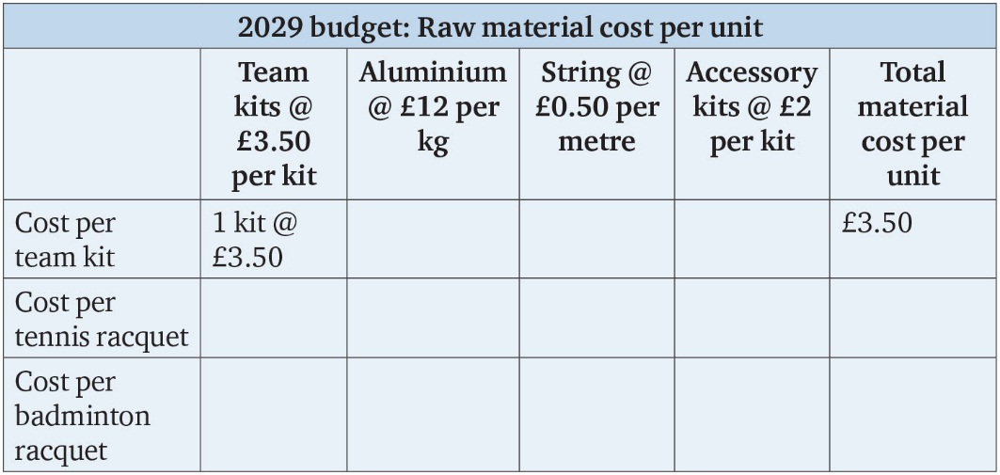 2029 budget: Raw material cost per unit
Team
kits @
£3.50
per kit
Aluminium
@ £12 per
kg
String @
£0.50 per
metre
Accessory
kits @ £2
per kit
Total
material
cost per
unit
Cost per
team kit
1 kit @
£3.50
£3.50
Cost per
tennis racquet
Cost per
badminton
racquet